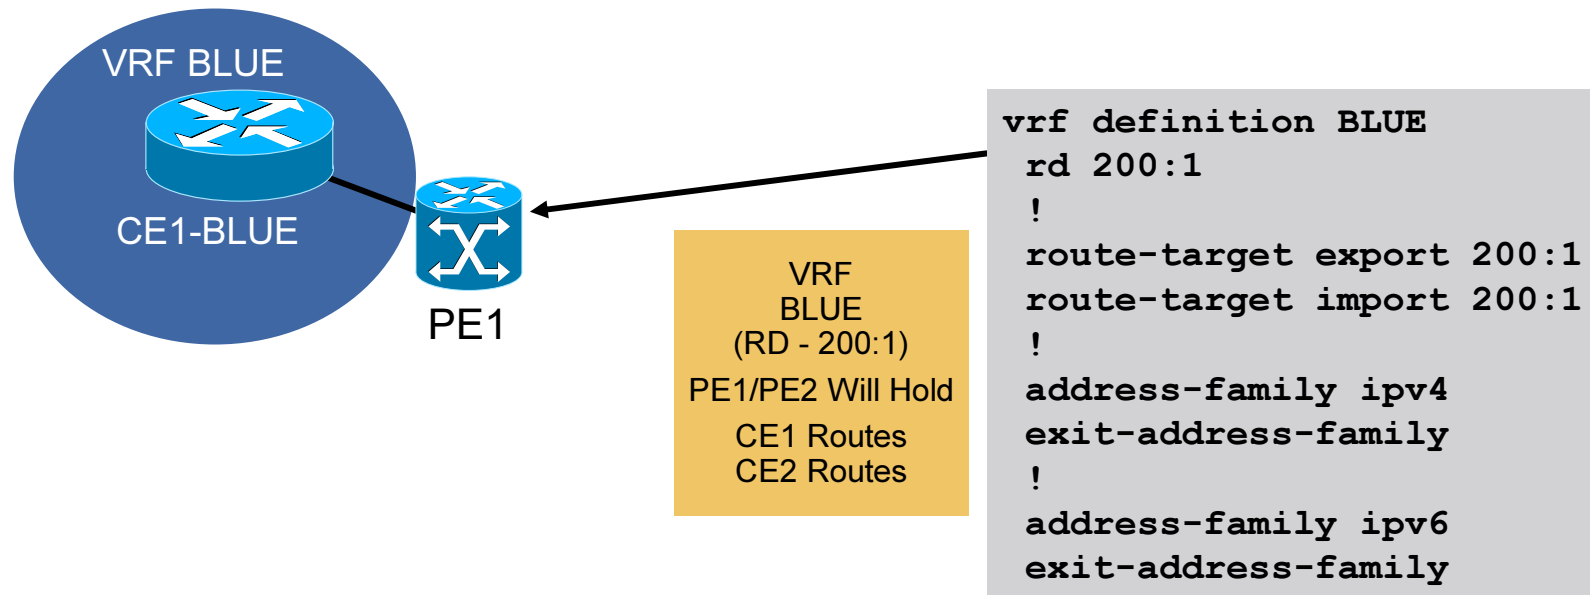 VRF BLUE
CE1-BLUE
PE1
VRF
BLUE
(RD - 200:1)
PE1/PE2 Will Hold
CE1 Routes
CE2 Routes
vrf definition BLUE
rd 200:1
!
route-target export 200:1
route-target import 200:1
!
address-family ipv4
exit-address-family
!
address-family ipv6
exit-address-family